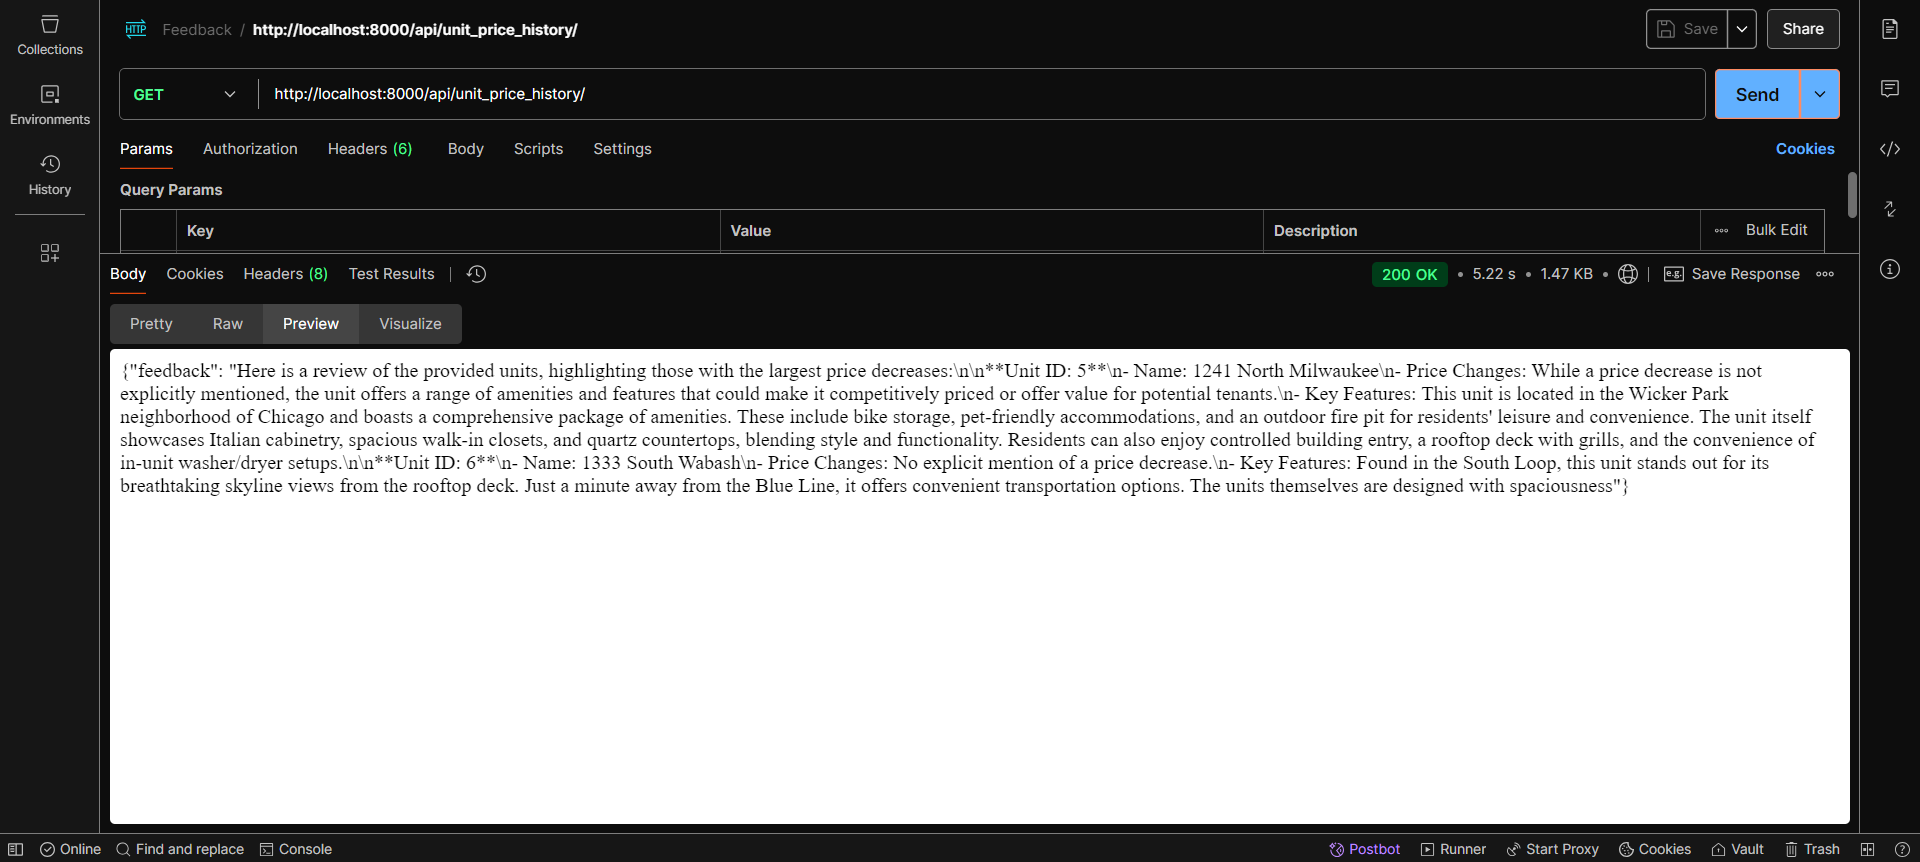 Collections
Environments
History
HTTP Feedback / http://localhost:8000/api/unit_price_history/
Save Share
GET http://localhost:8000/api/unit_price_history/ Send
Params Authorization Headers (6) Body Scripts Settings Cookies
Query Params
Key Value Description Bulk Edit
Body Cookies Headers (8) Test Results 200 OK • 5.22 s • 1.47 KB • e.g. Save Response
Pretty Raw Preview Visualize
{"feedback": "Here is a review of the provided units, highlighting those with the largest price decreases:\n\n**Unit ID: 5**\n- Name: 1241 North Milwaukee\n- Price Changes: While a price decrease is not
explicitly mentioned, the unit offers a range of amenities and features that could make it competitively priced or offer value for potential tenants.\n- Key Features: This unit is located in the Wicker Park
neighborhood of Chicago and boasts a comprehensive package of amenities. These include bike storage, pet-friendly accommodations, and an outdoor fire pit for residents' leisure and convenience. The unit itself
showcases Italian cabinetry, spacious walk-in closets, and quartz countertops, blending style and functionality. Residents can also enjoy controlled building entry, a rooftop deck with grills, and the convenience of
in-unit washer/dryer setups.\n\n**Unit ID: 6**\n- Name: 1333 South Wabash\n- Price Changes: No explicit mention of a price decrease.\n- Key Features: Found in the South Loop, this unit stands out for its
breathtaking skyline views from the rooftop deck. Just a minute away from the Blue Line, it offers convenient transportation options. The units themselves are designed with spaciousness"}
Online Find and replace Console Postbot Runner Start Proxy Cookies Vault Trash